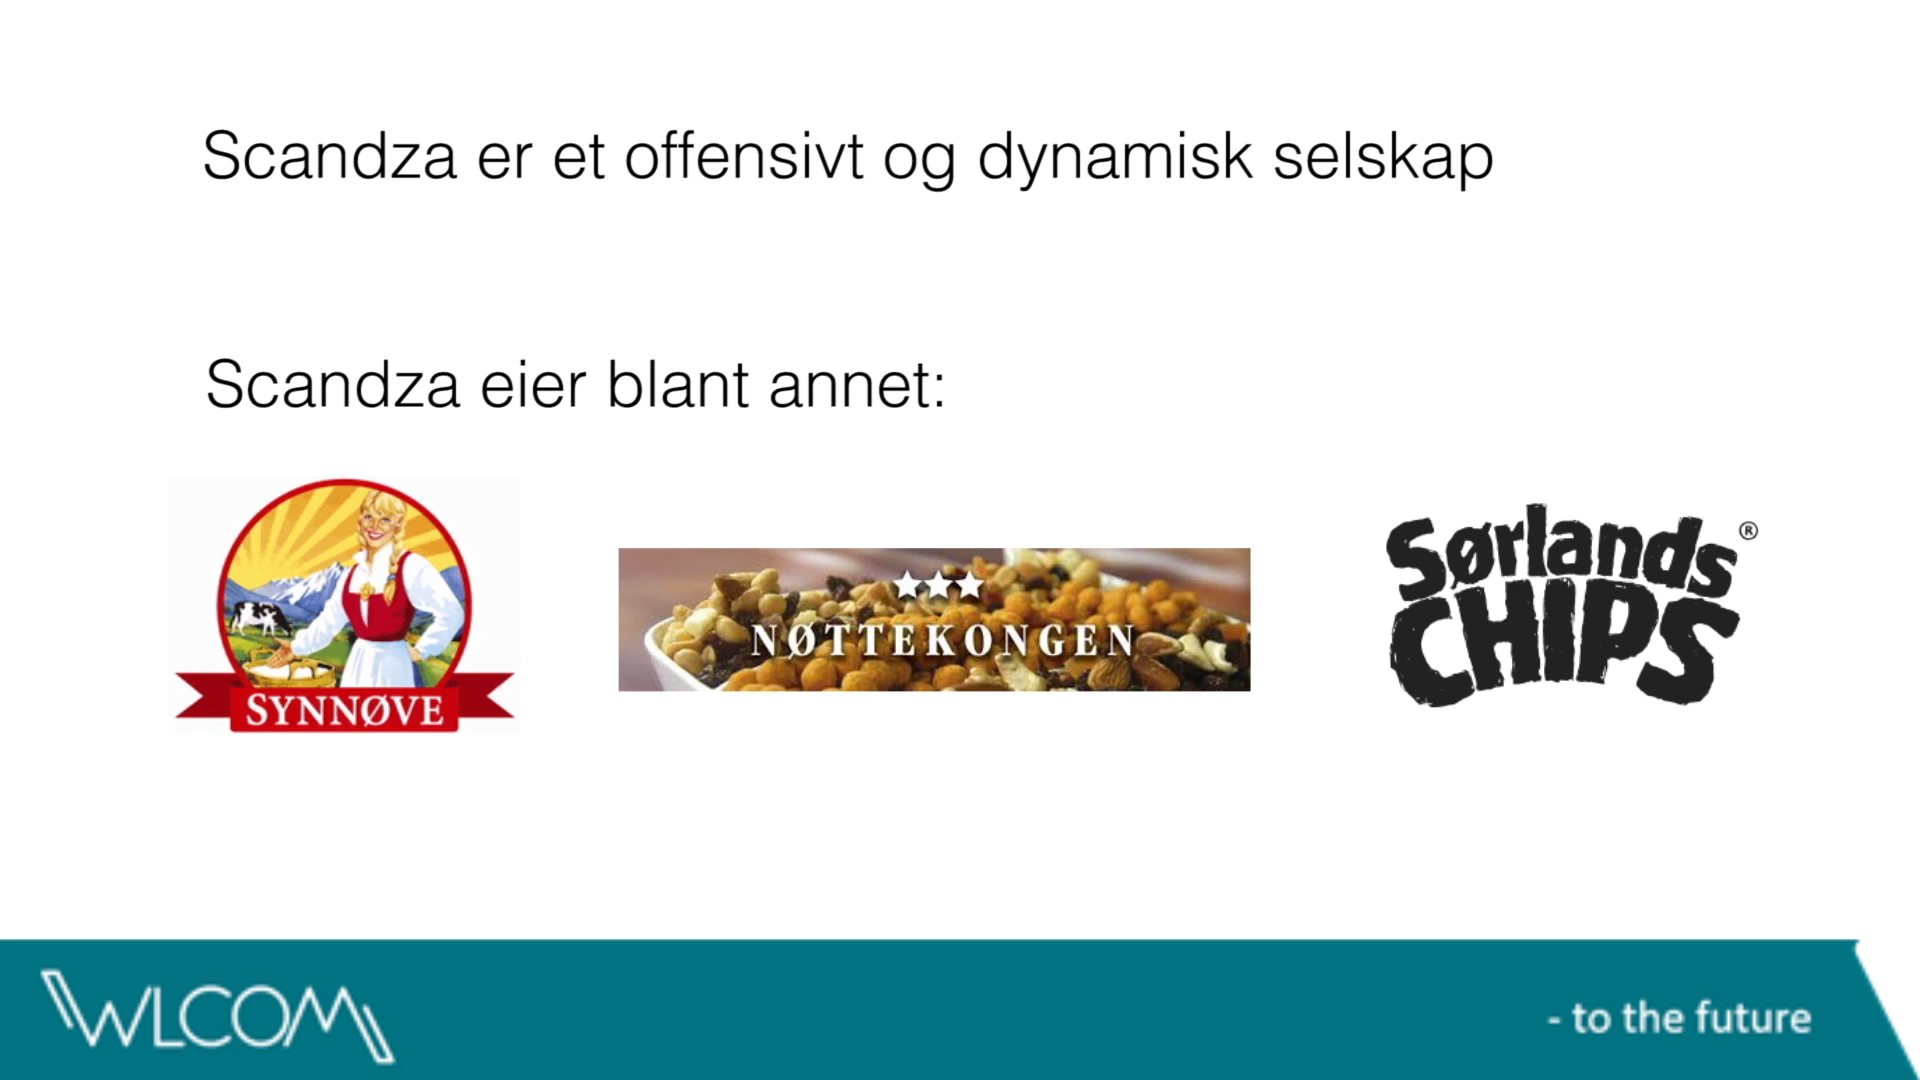 Scandza er et offensivt og dynamisk selskap
Scandza eier blant annet:
SYNNØVE
NØTTEKONGEN
Sørlands®
CHIPS
WLCOM
- to the future